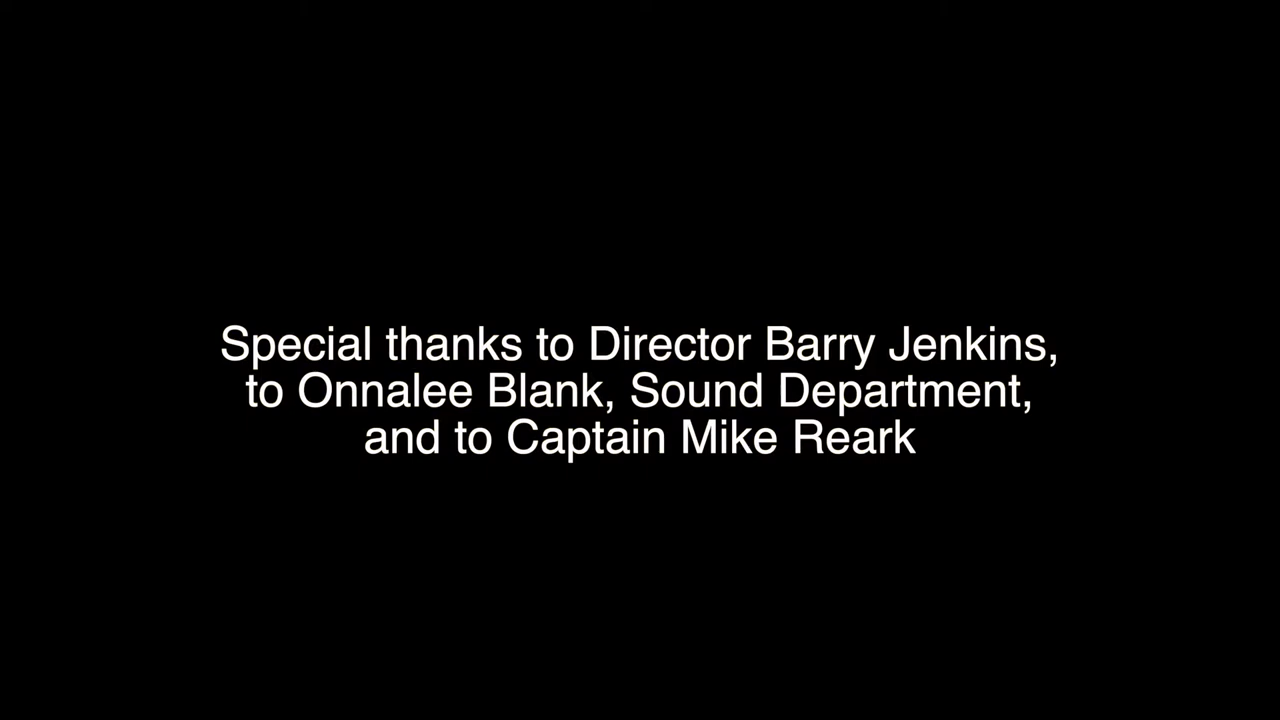 Special thanks to Director Barry Jenkins,
to Onnalee Blank, Sound Department,
and to Captain Mike Reark